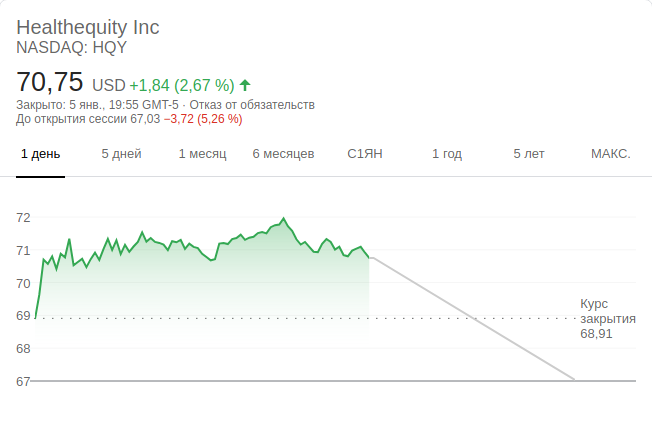 Healthequity Inc
NASDAQ: HQY
70,75 USD +1,84 (2,67 %)
Закрыто: 5 янв., 19:55 GMT-5 · Отказ от обязательств
До открытия сессии 67,03 −3,72 (5,26 %)
1 день 5 дней 1 месяц 6 месяцев С1ЯН 1 год 5 лет МАКС.
72
71
70
69
68
67
Курс
закрытия
68,91